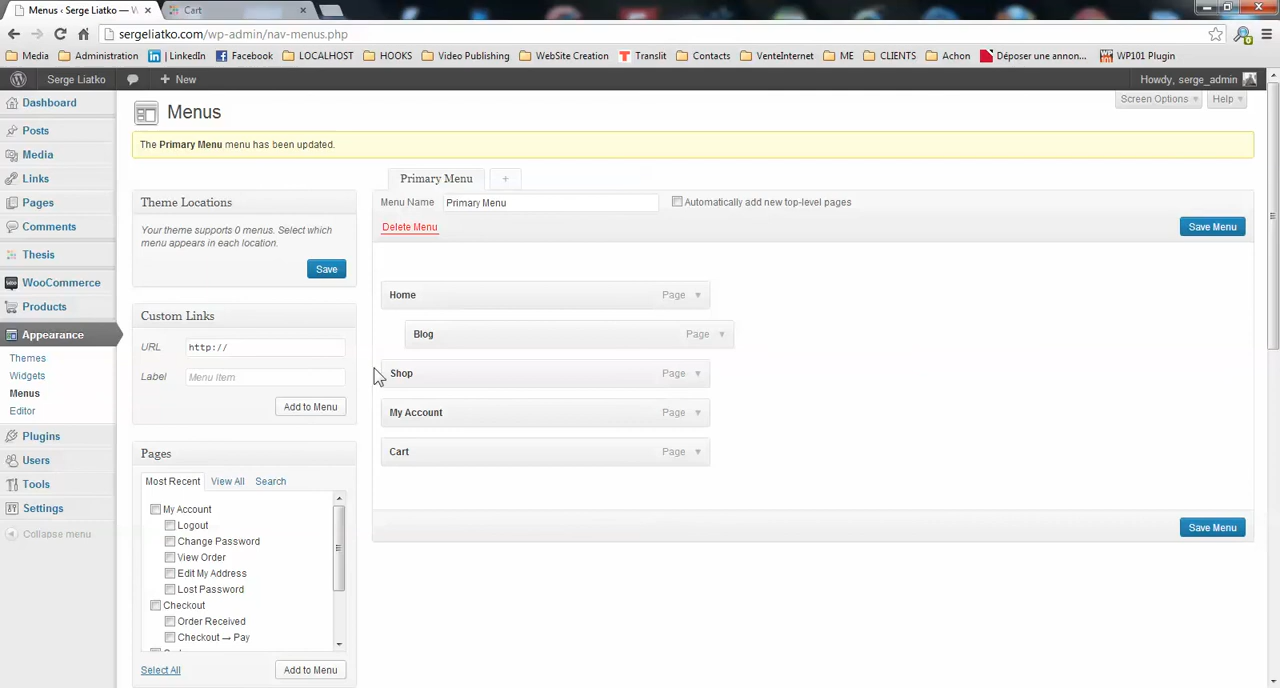 Menus ‹ Serge Liatko — W
Cart
sergeliatko.com/wp-admin/nav-menus.php
Media
Administration
LinkedIn
Facebook
LOCALHOST
HOOKS
Video Publishing
WebSite Creation
Translit
Contacts
VenteInternet
ME
CLIENTS
Achon
Déposer une annon...
WP101 Plugin
Serge Liatko
New
Howdy, serge_admin
Screen Options
Help
Dashboard
Posts
Media
Links
Pages
Comments
Thesis
WooCommerce
Products
Appearance
Themes
Widgets
Menus
Editor
Plugins
Users
Tools
Settings
Collapse menu
Menus
The Primary Menu menu has been updated.
Theme Locations
Your theme supports 0 menus. Select which
menu appears in each location.
Save
Custom Links
URL
http://
Label
Menu Item
Add to Menu
Pages
Most Recent
View All
Search
My Account
Logout
Change Password
View Order
Edit My Address
Lost Password
Checkout
Order Received
Checkout → Pay
Select All
Add to Menu
Primary Menu
+
Menu Name
Primary Menu
Automatically add new top-level pages
Delete Menu
Save Menu
Home
Page
Blog
Page
Shop
Page
My Account
Page
Cart
Page
Save Menu